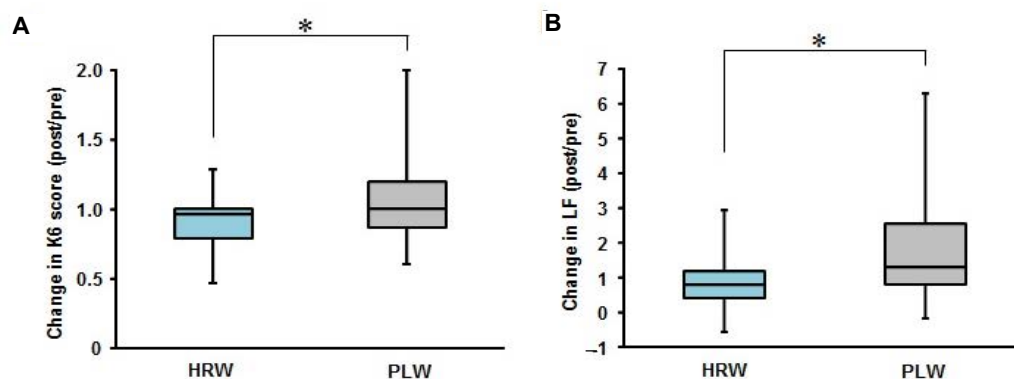 A
*
Change in K6 score (post/pre)
2.0
1.5
1.0
0.5
0
HRW PLW
B
*
Change in LF (post/pre)
7
6
5
4
3
2
1
0
–1
HRW PLW